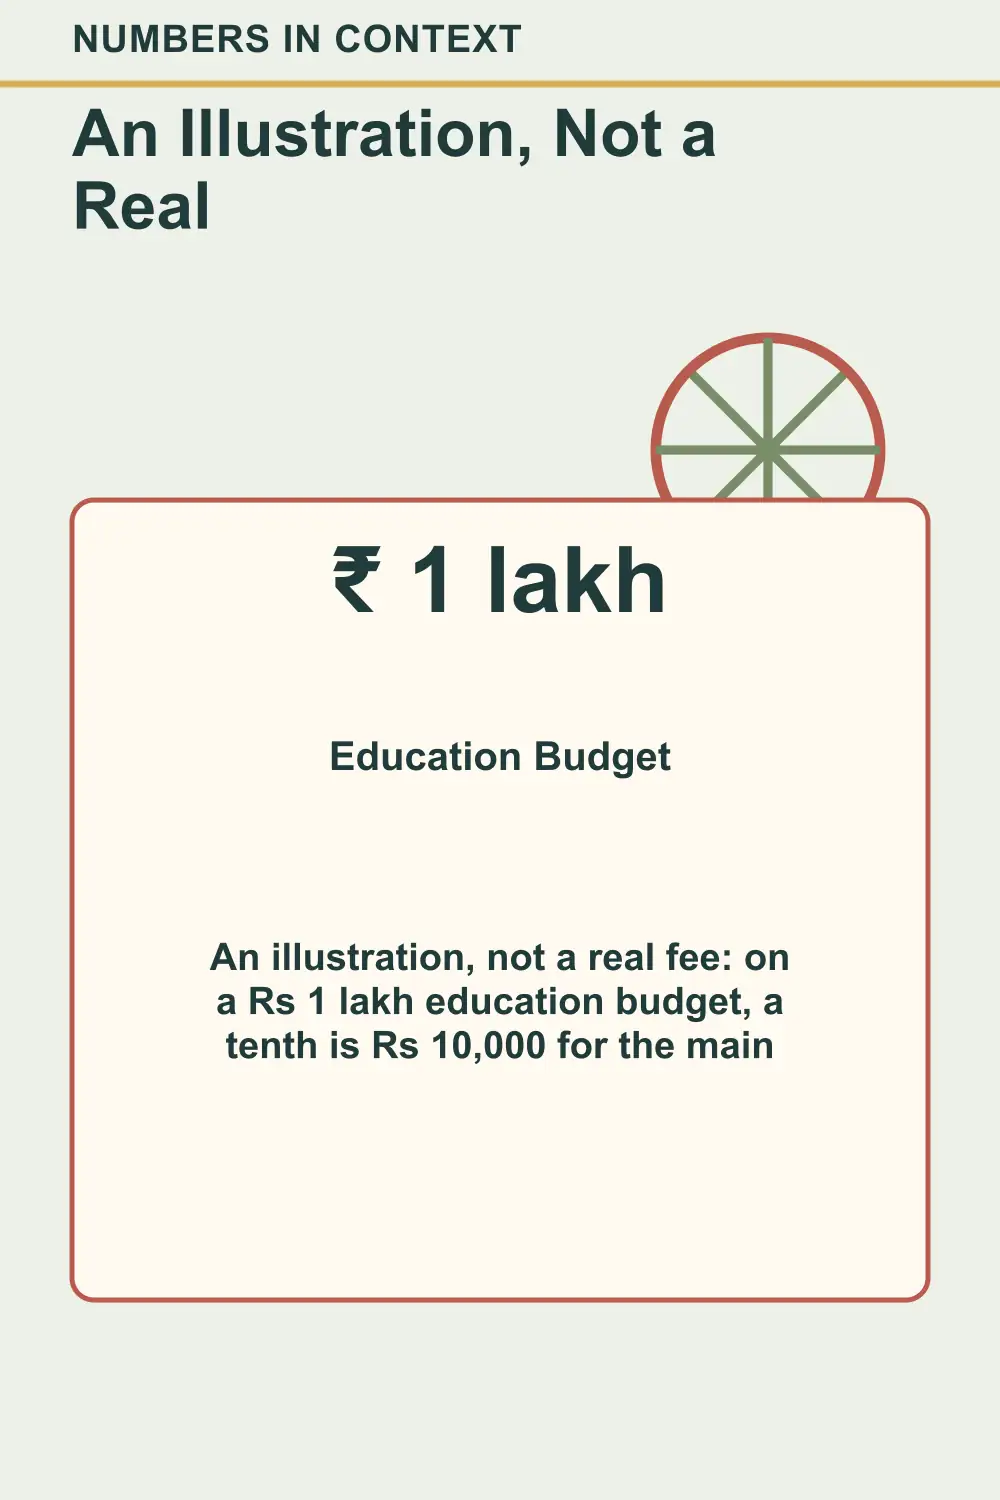 NUMBERS IN CONTEXT
An Illustration, Not a
Real
₹ 1 lakh
Education Budget
An illustration, not a real fee: on
a Rs 1 lakh education budget, a
tenth is Rs 10,000 for the main